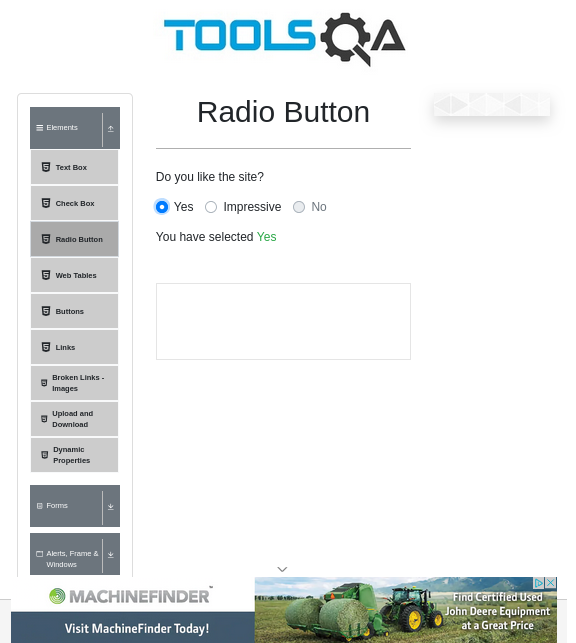 TOOLSQA
Radio Button
Elements
Text Box
Check Box
Radio Button
Web Tables
Buttons
Links
Broken Links -
Images
Upload and
Download
Dynamic
Properties
Forms
Alerts, Frame &
Windows
Do you like the site?
Yes
Impressive
No
You have selected Yes
MACHINEFINDER™
Visit MachineFinder Today!
Find Certified Used
John Deere Equipment
at a Great Price